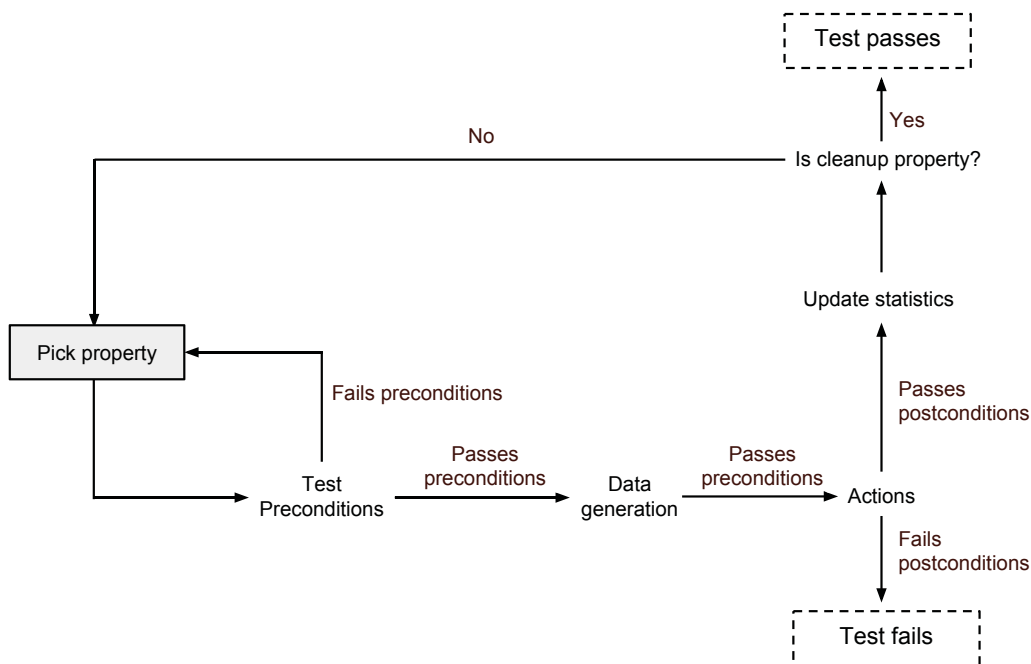 Test passes
Yes
No
Is cleanup property?
Update statistics
Pick property
Fails preconditions
Passes
postconditions
Passes
preconditions
Passes
preconditions
Test
Preconditions
Data
generation
Actions
Fails
postconditions
Test fails